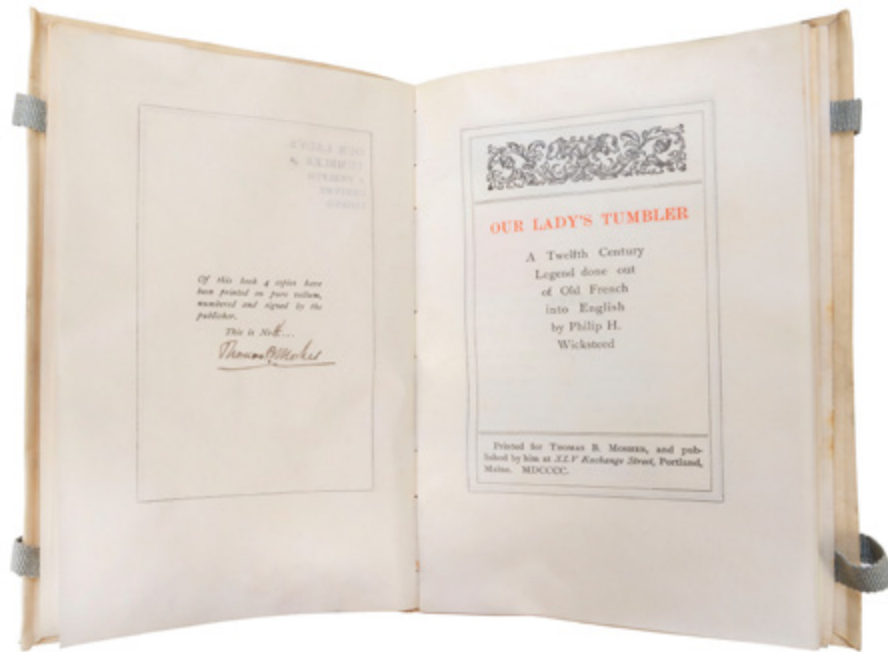 Of this book 4 copies have
been printed on pure vellum,
numbered and signed by the
publisher.
This is No.
Thomas B Mosher
OUR LADY'S TUMBLER
A Twelfth Century
Legend done out
of Old French
into English
by Philip H.
Wicksteed
Printed for THOMAS B. MOSHER, and pub-
lished by him at XLV Exchange Street, Portland,
Maine. MDCCCC.